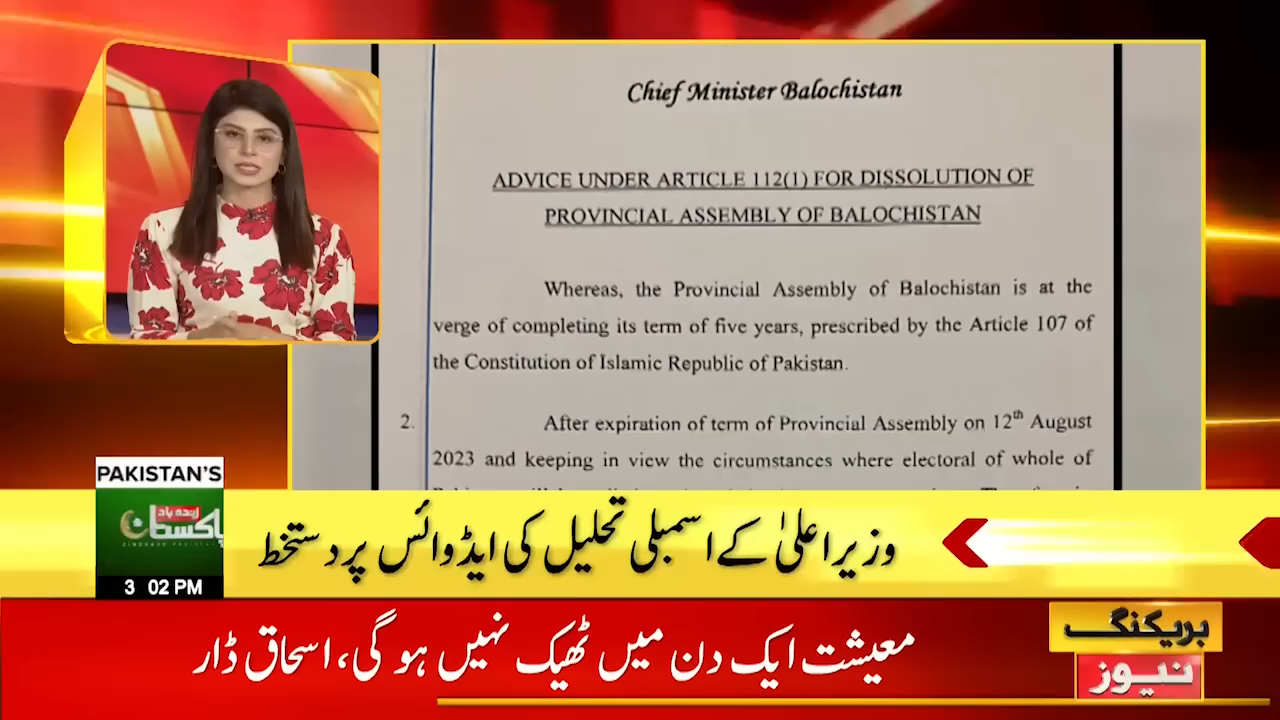 Chief Minister Balochistan
ADVICE UNDER ARTICLE 112(1) FOR DISSOLUTION OF
PROVINCIAL ASSEMBLY OF BALOCHISTAN
Whereas, the Provincial Assembly of Balochistan is at the
verge of completing its term of five years, prescribed by the Article 107 of
the Constitution of Islamic Republic of Pakistan.
2. After expiration of term of Provincial Assembly on 12th August
2023 and keeping in view the circumstances where electoral of whole of
PAKISTAN'S
زندہ باد
پاکستان
3 02 PM
وزیراعلیٰ کے اسمبلی تحلیل کی ایڈوائس پر دستخط
معیشت ایک دن میں ٹھیک نہیں ہوگی، اسحاق ڈار
بریکنگ
نیوز